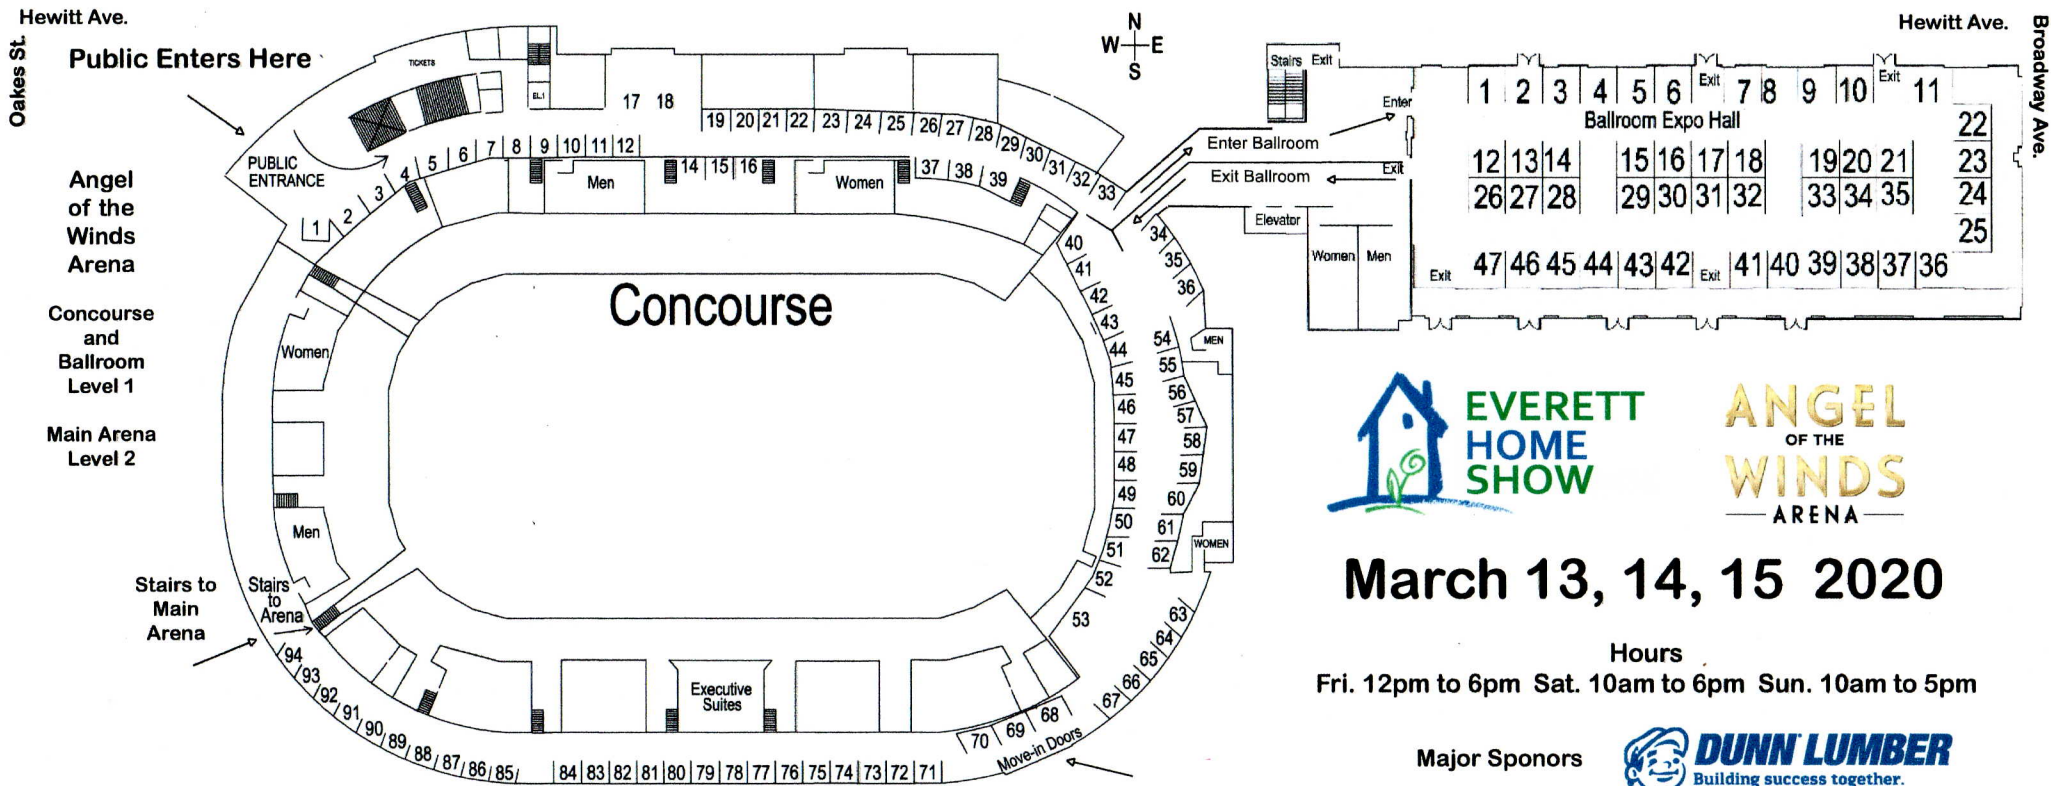 Hewitt Ave.
Oakes St.
Public Enters Here
TICKETS
EL.1
PUBLIC
ENTRANCE
Angel
of the
Winds
Arena
Concourse
and
Ballroom
Level 1
Main Arena
Level 2
Stairs to
Main
Arena
Stairs
to
Arena
N
W E
S
17 18
19 20 21 22 23 24 25 26 27 28 29 30 31 32 33
1 2 3 4 5 6 7 8 9 10 11 12
14 15 16
37 38 39
Men
Women
Concourse
Women
Men
40 41 42 43 44 45 46 47 48 49 50 51 52 53
34 35 36
54 55 56 57 58 59 60 61 62
MEN
WOMEN
63 64 65 66 67
68 69 70
Move-in Doors
Executive
Suites
94 93 92 91 90 89 88 87 86 85
84 83 82 81 80 79 78 77 76 75 74 73 72 71
Hewitt Ave.
Broadway Ave.
Stairs Exit
Enter
Enter Ballroom
Exit Ballroom
Exit
Elevator
Women Men
1 2 3 4 5 6 Exit 7 8 9 10 Exit 11
Ballroom Expo Hall
12 13 14 15 16 17 18 19 20 21
26 27 28 29 30 31 32 33 34 35
22
23
24
25
Exit 47 46 45 44 43 42 Exit 41 40 39 38 37 36
EVERETT
HOME
SHOW
ANGEL
OF THE
WINDS
ARENA
March 13, 14, 15 2020
Hours
Fri. 12pm to 6pm Sat. 10am to 6pm Sun. 10am to 5pm
Major Sponors
DUNN LUMBER
Building success together.